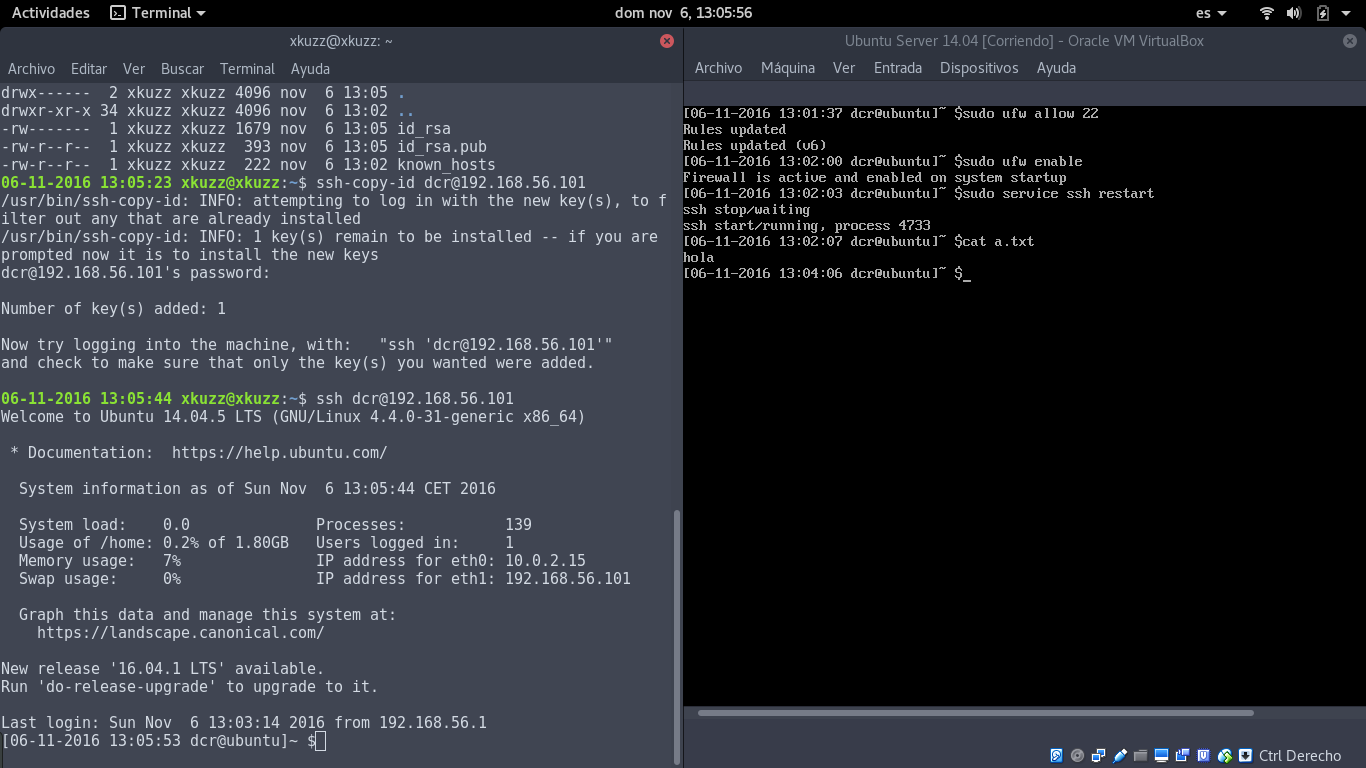 Actividades Terminal dom nov 6, 13:05:56 es
xkuzz@xkuzz: ~
Archivo Editar Ver Buscar Terminal Ayuda
drwx------  2 xkuzz xkuzz 4096 nov  6 13:05 .
drwxr-xr-x 34 xkuzz xkuzz 4096 nov  6 13:02 ..
-rw-------  1 xkuzz xkuzz 1679 nov  6 13:05 id_rsa
-rw-r--r--  1 xkuzz xkuzz  393 nov  6 13:05 id_rsa.pub
-rw-r--r--  1 xkuzz xkuzz  222 nov  6 13:02 known_hosts
06-11-2016 13:05:23 xkuzz@xkuzz:~$ ssh-copy-id dcr@192.168.56.101
/usr/bin/ssh-copy-id: INFO: attempting to log in with the new key(s), to f
ilter out any that are already installed
/usr/bin/ssh-copy-id: INFO: 1 key(s) remain to be installed -- if you are
prompted now it is to install the new keys
dcr@192.168.56.101's password:
Number of key(s) added: 1
Now try logging into the machine, with:   "ssh 'dcr@192.168.56.101'"
and check to make sure that only the key(s) you wanted were added.
06-11-2016 13:05:44 xkuzz@xkuzz:~$ ssh dcr@192.168.56.101
Welcome to Ubuntu 14.04.5 LTS (GNU/Linux 4.4.0-31-generic x86_64)
 * Documentation:  https://help.ubuntu.com/
  System information as of Sun Nov  6 13:05:44 CET 2016
  System load:    0.0              Processes:           139
  Usage of /home: 0.2% of 1.80GB   Users logged in:     1
  Memory usage:   7%               IP address for eth0: 10.0.2.15
  Swap usage:     0%               IP address for eth1: 192.168.56.101
  Graph this data and manage this system at:
    https://landscape.canonical.com/
New release '16.04.1 LTS' available.
Run 'do-release-upgrade' to upgrade to it.
Last login: Sun Nov  6 13:03:14 2016 from 192.168.56.1
[06-11-2016 13:05:53 dcr@ubuntu]~ $
Ubuntu Server 14.04 [Corriendo] - Oracle VM VirtualBox
Archivo Máquina Ver Entrada Dispositivos Ayuda
[06-11-2016 13:01:37 dcr@ubuntu]~ $sudo ufw allow 22
Rules updated
Rules updated (v6)
[06-11-2016 13:02:00 dcr@ubuntu]~ $sudo ufw enable
Firewall is active and enabled on system startup
[06-11-2016 13:02:03 dcr@ubuntu]~ $sudo service ssh restart
ssh stop/waiting
ssh start/running, process 4733
[06-11-2016 13:02:07 dcr@ubuntu]~ $cat a.txt
hola
[06-11-2016 13:04:06 dcr@ubuntu]~ $_
Ctrl Derecho